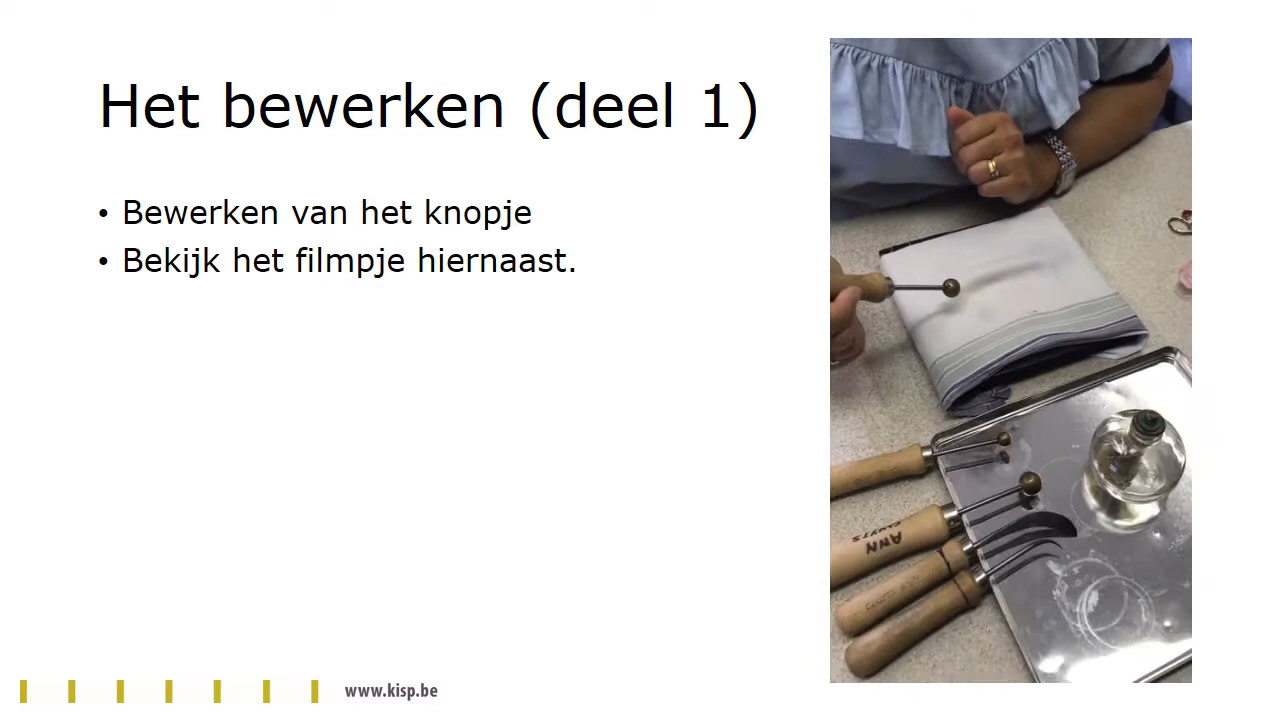 Het bewerken (deel 1)
• Bewerken van het knopje
• Bekijk het filmpje hiernaast.
ANN
www.kisp.be